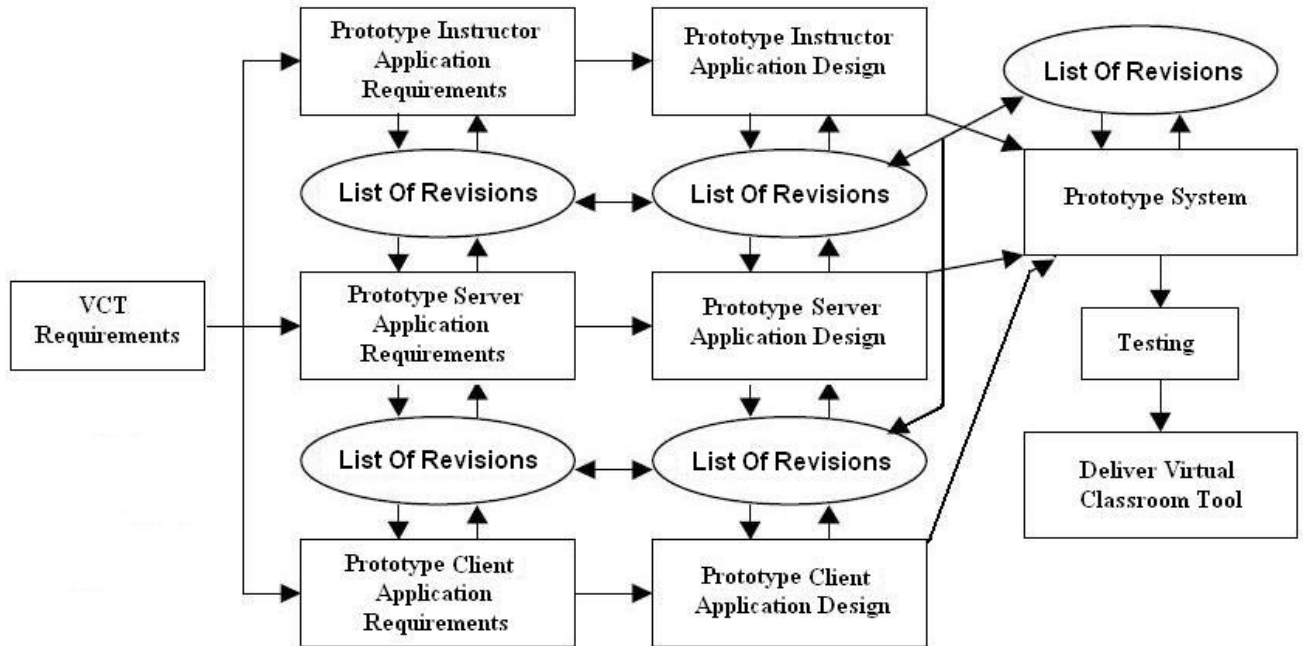 Prototype Instructor
Application
Requirements
Prototype Instructor
Application Design
List Of Revisions
List Of Revisions
List Of Revisions
Prototype System
VCT
Requirements
Prototype Server
Application
Requirements
Prototype Server
Application Design
Testing
List Of Revisions
List Of Revisions
Deliver Virtual
Classroom Tool
Prototype Client
Application
Requirements
Prototype Client
Application Design